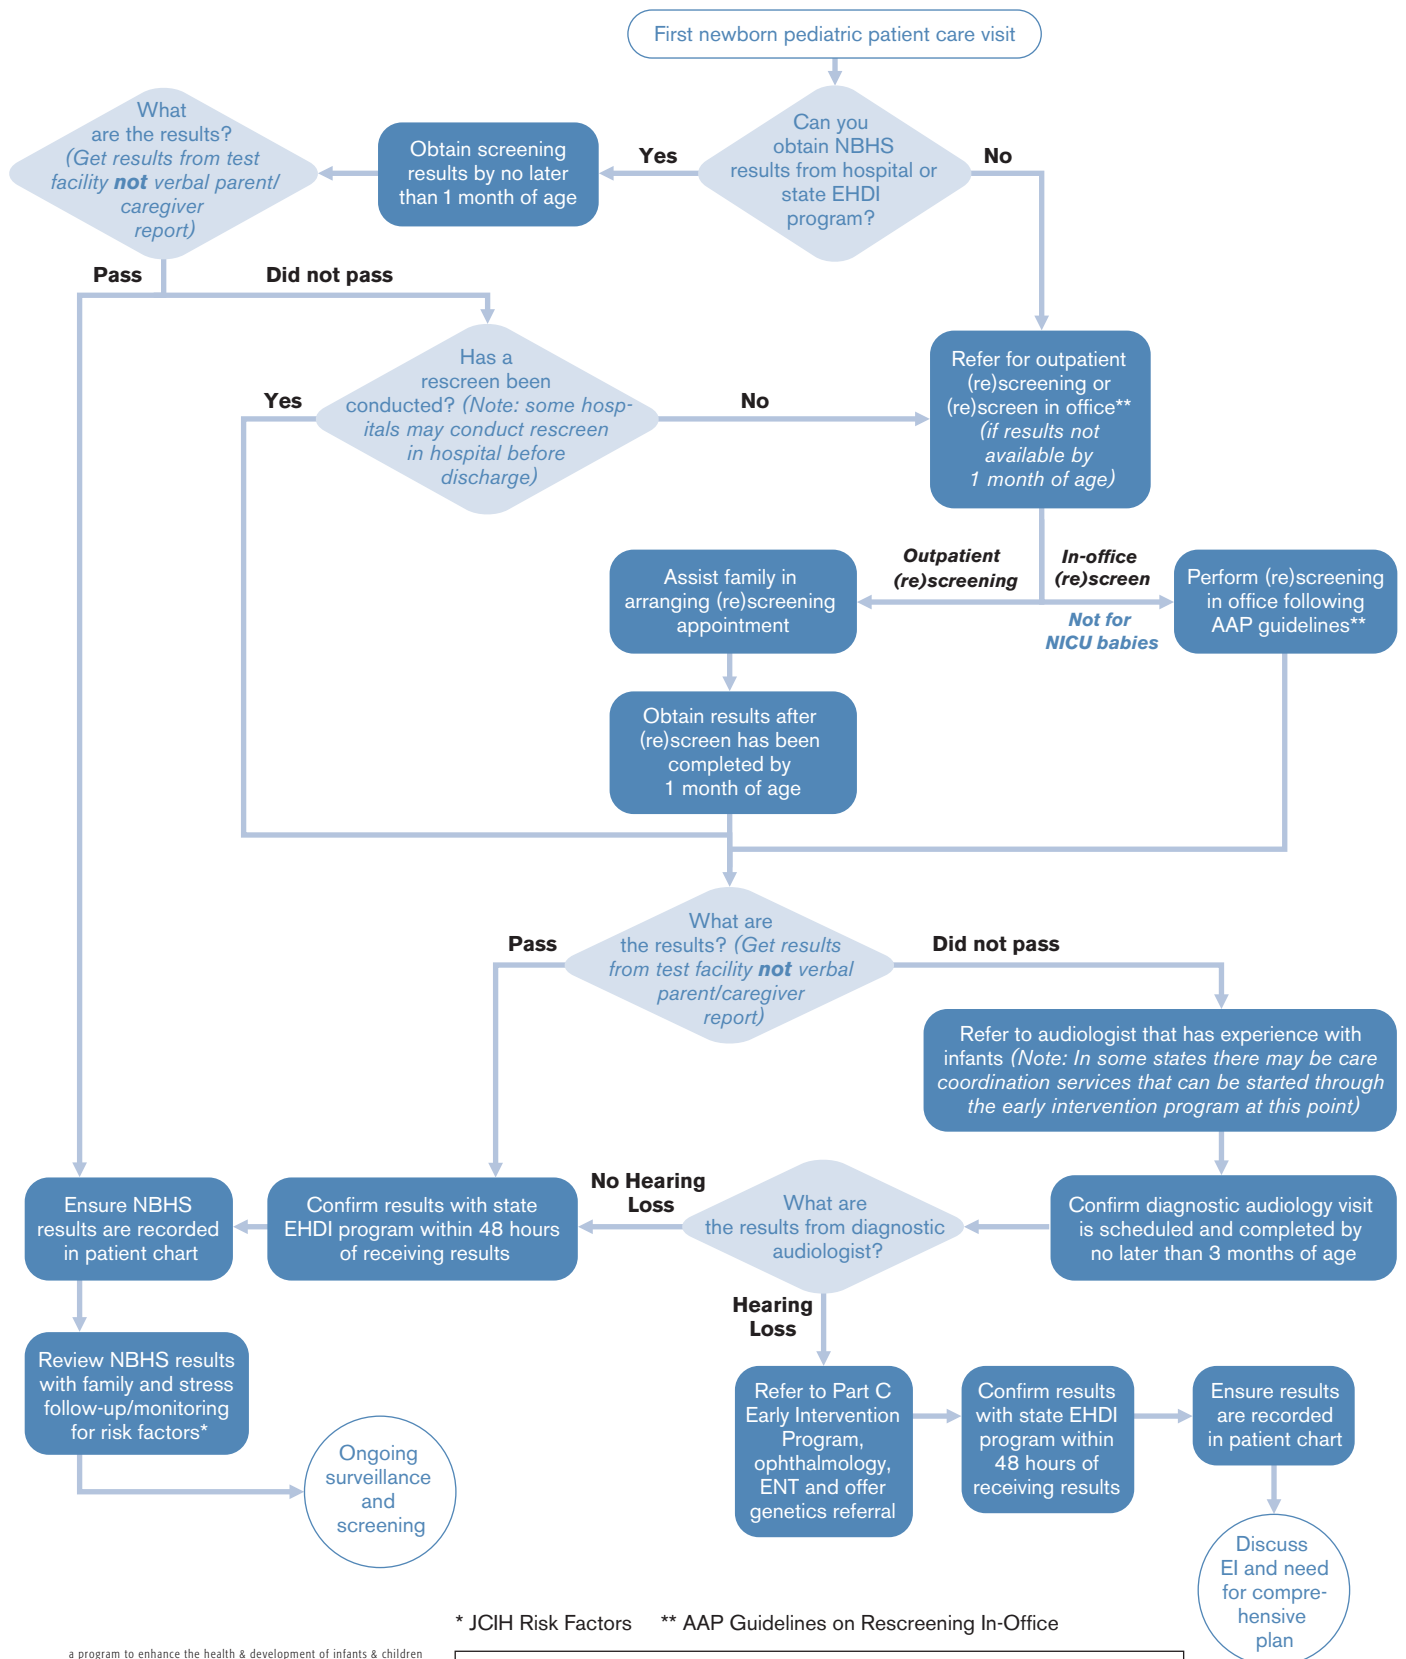 First newborn pediatric patient care visit
What
are the results?
(Get results from test
facility not verbal parent/
caregiver
report)
Obtain screening
results by no later
than 1 month of age
Yes
Can you
obtain NBHS
results from hospital or
state EHDI
program?
No
Pass
Did not pass
Has a
rescreen been
conducted? (Note: some hosp-
itals may conduct rescreen
in hospital before
discharge)
Yes
No
Refer for outpatient
(re)screening or
(re)screen in office**
(if results not
available by
1 month of age)
Outpatient
(re)screening
In-office
(re)screen
Not for
NICU babies
Assist family in
arranging (re)screening
appointment
Perform (re)screening
in office following
AAP guidelines**
Obtain results after
(re)screen has been
completed by
1 month of age
Pass
What are
the results? (Get results
from test facility not verbal
parent/caregiver
report)
Did not pass
Refer to audiologist that has experience with
infants (Note: In some states there may be care
coordination services that can be started through
the early intervention program at this point)
Ensure NBHS
results are recorded
in patient chart
Confirm results with state
EHDI program within 48 hours
of receiving results
No Hearing
Loss
What are
the results from diagnostic
audiologist?
Confirm diagnostic audiology visit
is scheduled and completed by
no later than 3 months of age
Hearing
Loss
Review NBHS results
with family and stress
follow-up/monitoring
for risk factors*
Ongoing
surveillance
and
screening
Refer to Part C
Early Intervention
Program,
ophthalmology,
ENT and offer
genetics referral
Confirm results
with state EHDI
program within
48 hours of
receiving results
Ensure results
are recorded
in patient chart
Discuss
EI and need
for compre-
hensive
plan
* JCIH Risk Factors ** AAP Guidelines on Rescreening In-Office
a program to enhance the health & development of infants & children